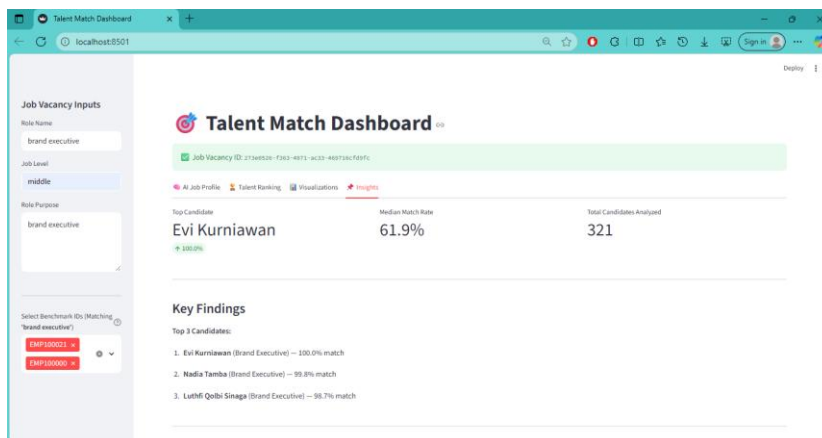 Talent Match Dashboard
localhost:8501
Sign in
Deploy
Job Vacancy Inputs
Role Name
brand executive
Job Level
middle
Role Purpose
brand executive
Select Benchmark IDs (Matching 'brand executive')
EMP100021
EMP100000
Talent Match Dashboard
Job Vacancy ID:
AI Job Profile
Talent Ranking
Visualizations
Insights
Top Candidate
Evi Kurniawan
↑ 100.0%
Median Match Rate
61.9%
Total Candidates Analyzed
321
Key Findings
Top 3 Candidates:
1. Evi Kurniawan (Brand Executive) — 100.0% match
2. Nadia Tamba (Brand Executive) — 99.8% match
3. Luthfi Qolbi Sinaga (Brand Executive) — 98.7% match